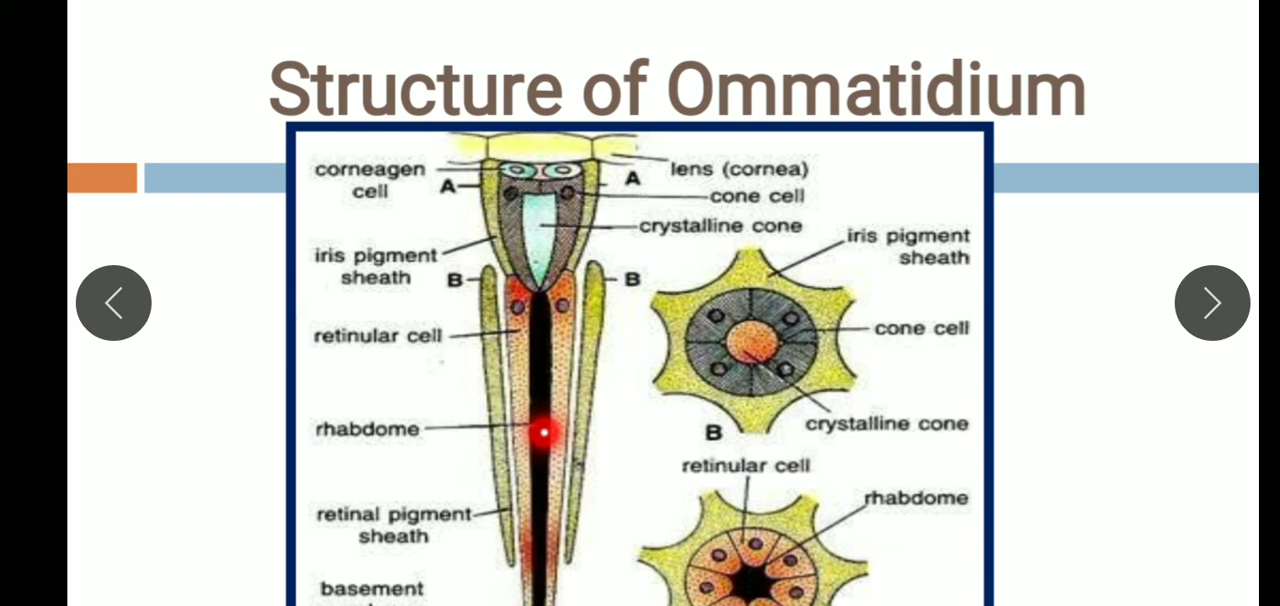 Structure of Ommatidium
corneagen
cell
A
A
lens (cornea)
cone cell
crystalline cone
iris pigment
sheath
B
B
retinular cell
rhabdome
retinal pigment
sheath
basement
iris pigment
sheath
cone cell
crystalline cone
B
retinular cell
rhabdome